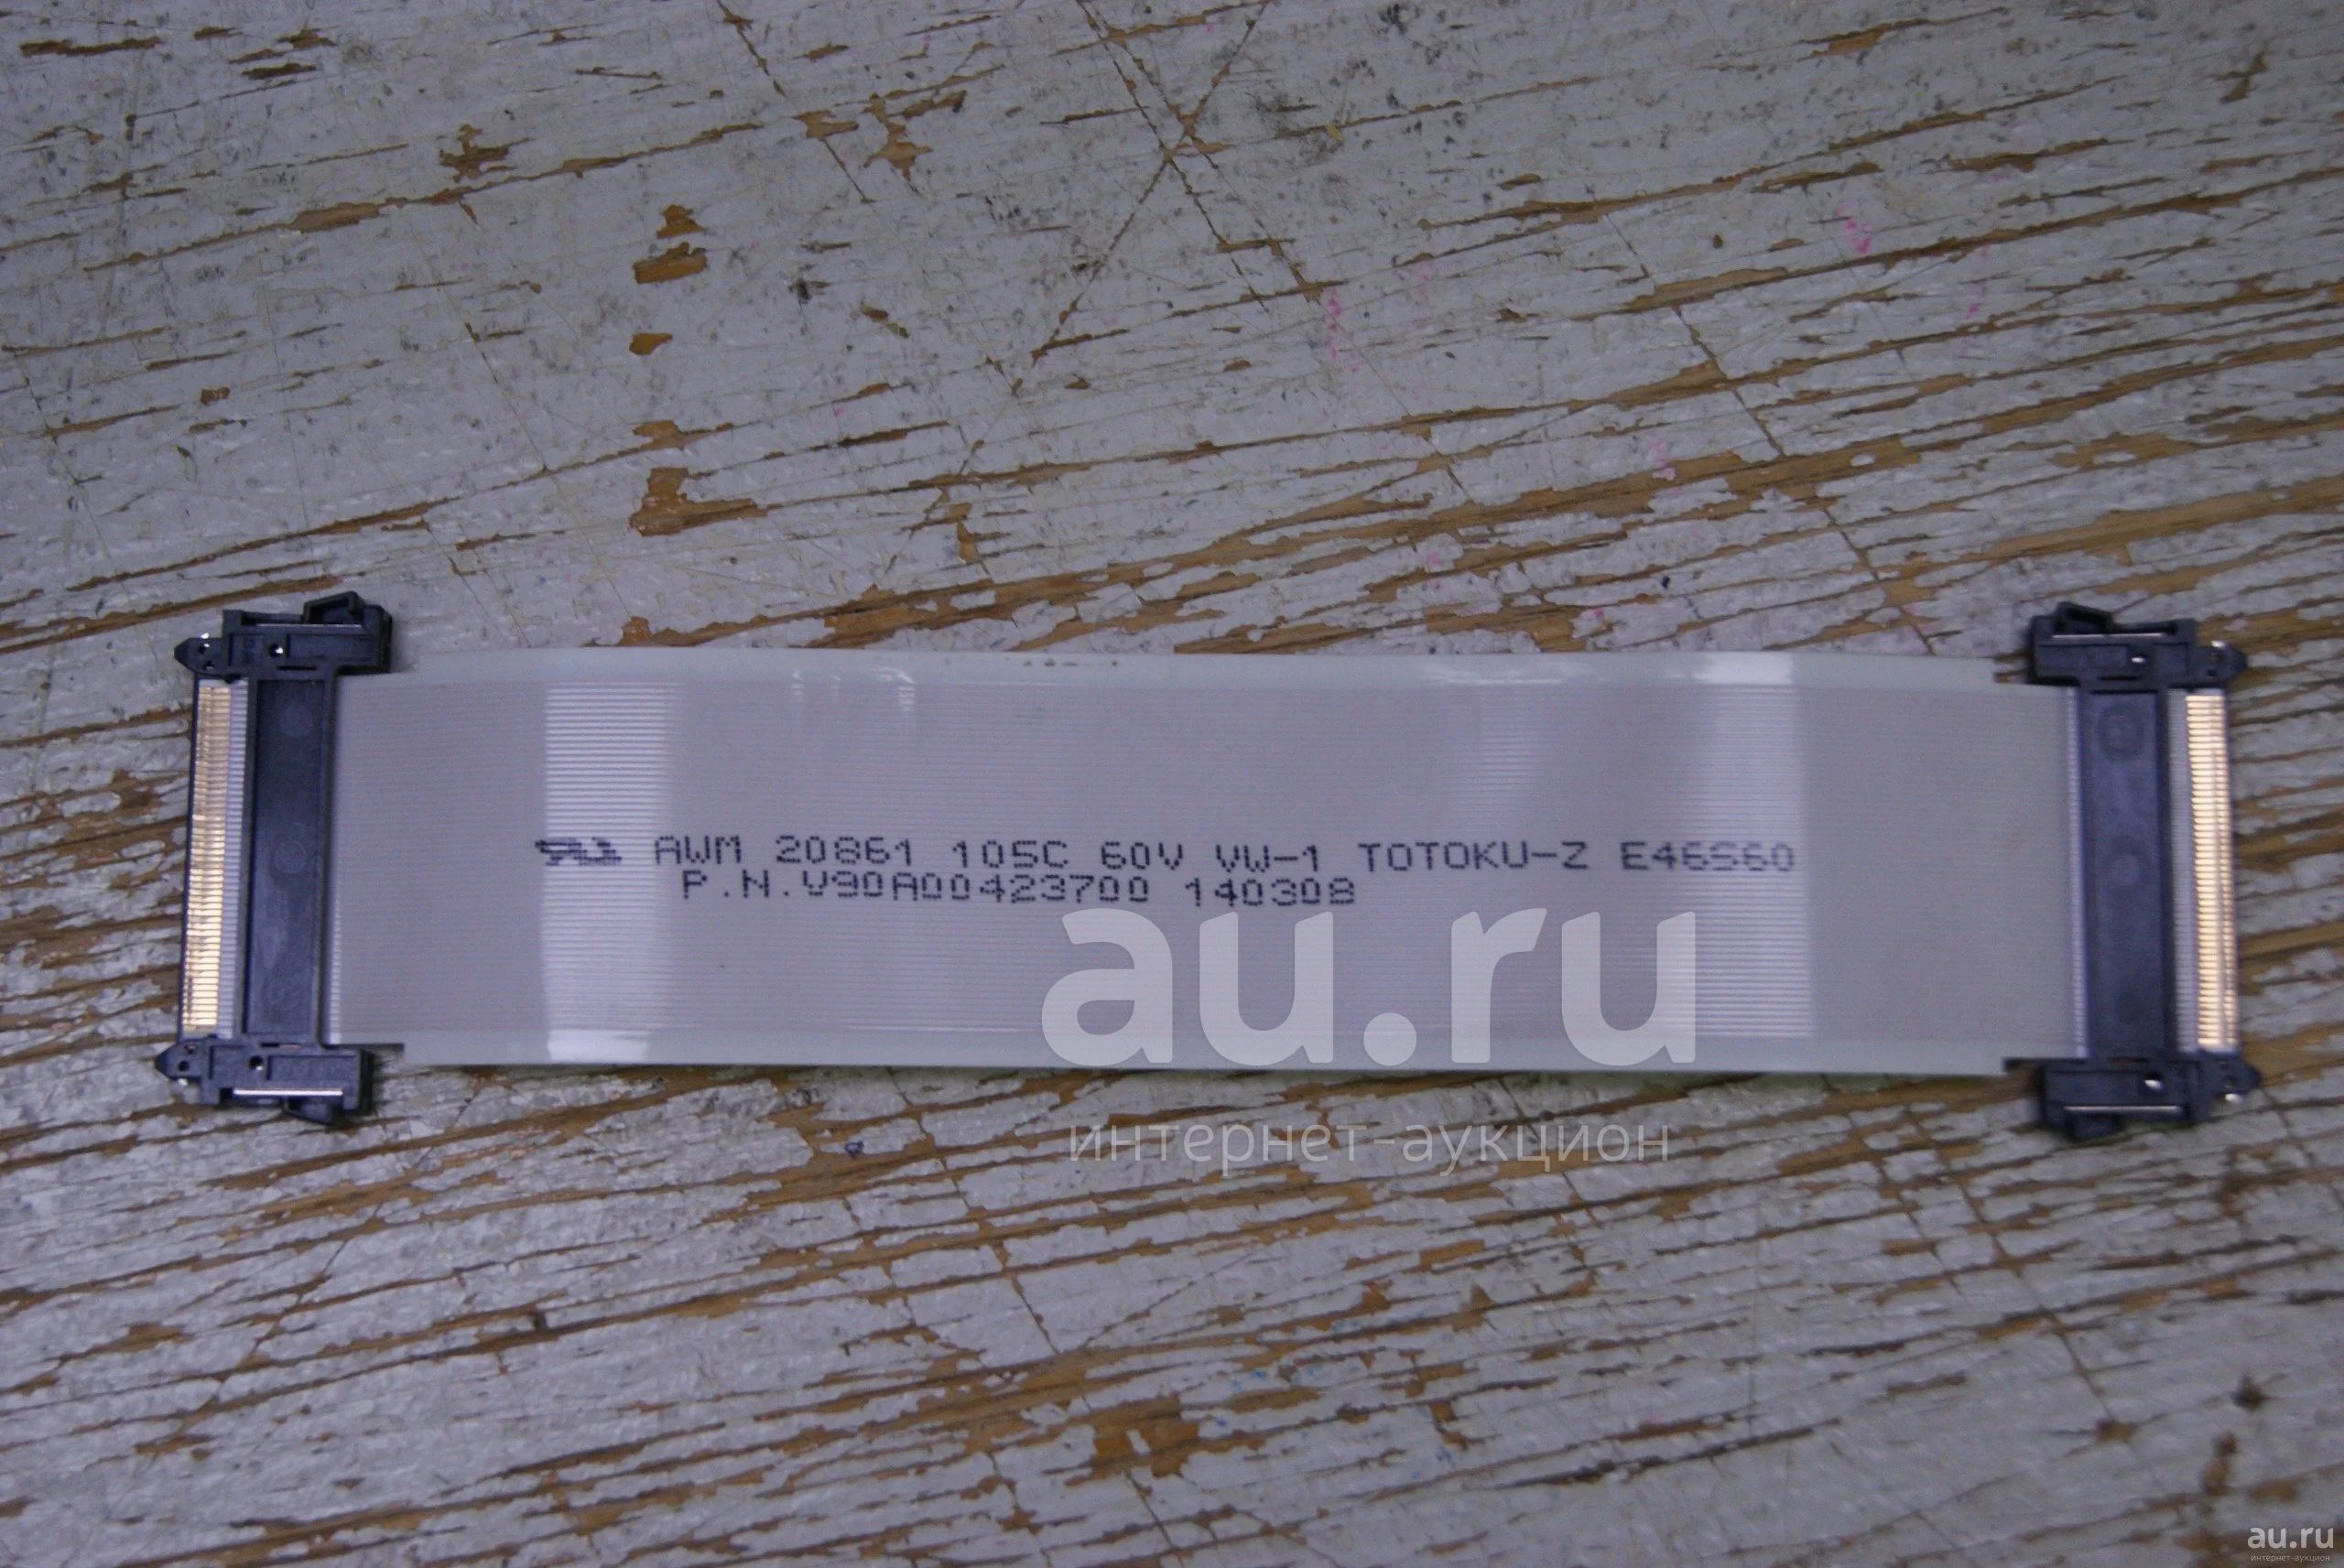 AWM 20861 105C 60V VW-1 TOTOKU-Z E46560
P.N.V90A00423700 140308
au.ru
интернет-аукцион
au.ru
интернет-аукцион